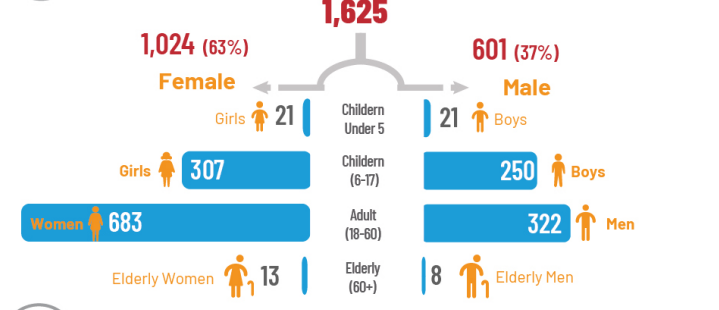 1,625
1,024 (63%)
601 (37%)
Female
Male
Girls 21
Childern
Under 5
21 Boys
Girls 307
Childern
(6-17)
250 Boys
Women 683
Adult
(18-60)
322 Men
Elderly Women 13
Elderly
(60+)
8 Elderly Men